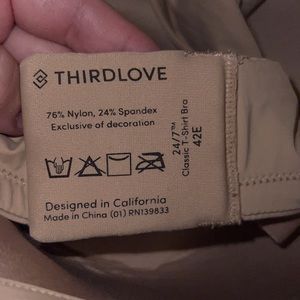 THIRDLOVE
76% Nylon, 24% Spandex
Exclusive of decoration
24/7™
Classic T-Shirt Bra
42E
Designed in California
Made in China (01) RN139833